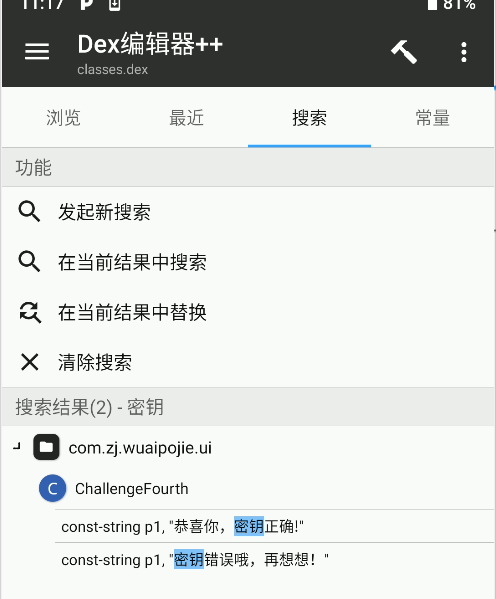 11:17 81%
Dex编辑器++
classes.dex
浏览 最近 搜索 常量
功能
发起新搜索
在当前结果中搜索
在当前结果中替换
清除搜索
搜索结果(2) - 密钥
com.zj.wuaipojie.ui
C ChallengeFourth
const-string p1, "恭喜你，密钥正确!"
const-string p1, "密钥错误哦，再想想！"